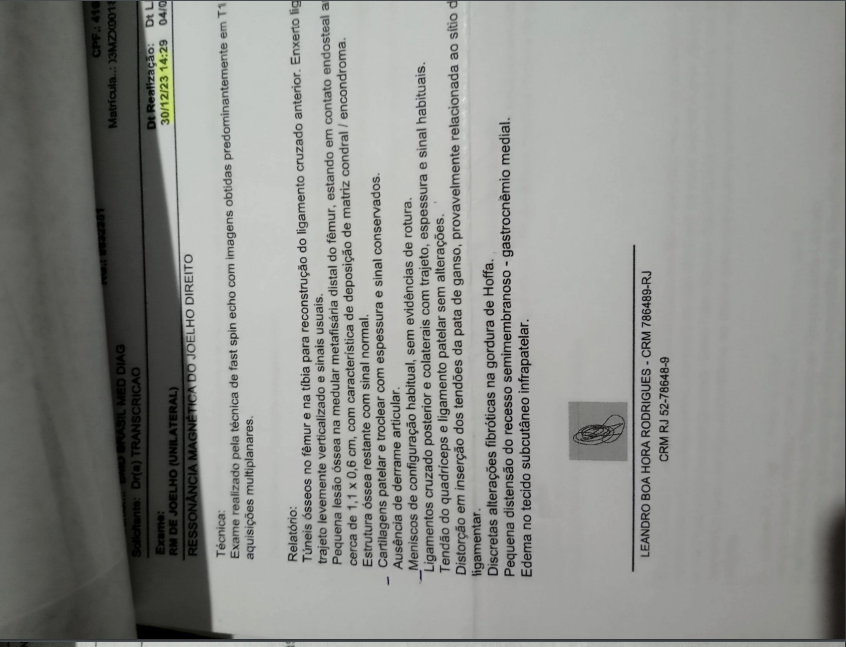 CPF.: 416
Matrícula..:
BRASIL MED DIAG
Solicitante: Dr(a) TRANSCRICAO
Exame:
Dt Realização: Dt L
RM DE JOELHO (UNILATERAL)
30/12/23 14:29 04/0
RESSONÂNCIA MAGNÉTICA DO JOELHO DIREITO
Técnica:
Exame realizado pela técnica de fast spin echo com imagens obtidas predominantemente em T1
aquisições multiplanares.
Relatório:
Túneis ósseos no fêmur e na tíbia para reconstrução do ligamento cruzado anterior. Enxerto lig
trajeto levemente verticalizado e sinais usuais.
Pequena lesão óssea na medular metafisária distal do fêmur, estando em contato endosteal a
cerca de 1,1 x 0,6 cm, com característica de deposição de matriz condral / encondroma.
Estrutura óssea restante com sinal normal.
Cartilagens patelar e troclear com espessura e sinal conservados.
Ausência de derrame articular.
Meniscos de configuração habitual, sem evidências de rotura.
Ligamentos cruzado posterior e colaterais com trajeto, espessura e sinal habituais.
Tendão do quadríceps e ligamento patelar sem alterações.
Distorção em inserção dos tendões da pata de ganso, provavelmente relacionada ao sítio d
ligamentar.
Discretas alterações fibróticas na gordura de Hoffa.
Pequena distensão do recesso semimembranoso - gastrocnêmio medial.
Edema no tecido subcutâneo infrapatelar.
LEANDRO BOA HORA RODRIGUES - CRM 786489-RJ
CRM RJ 52-78648-9